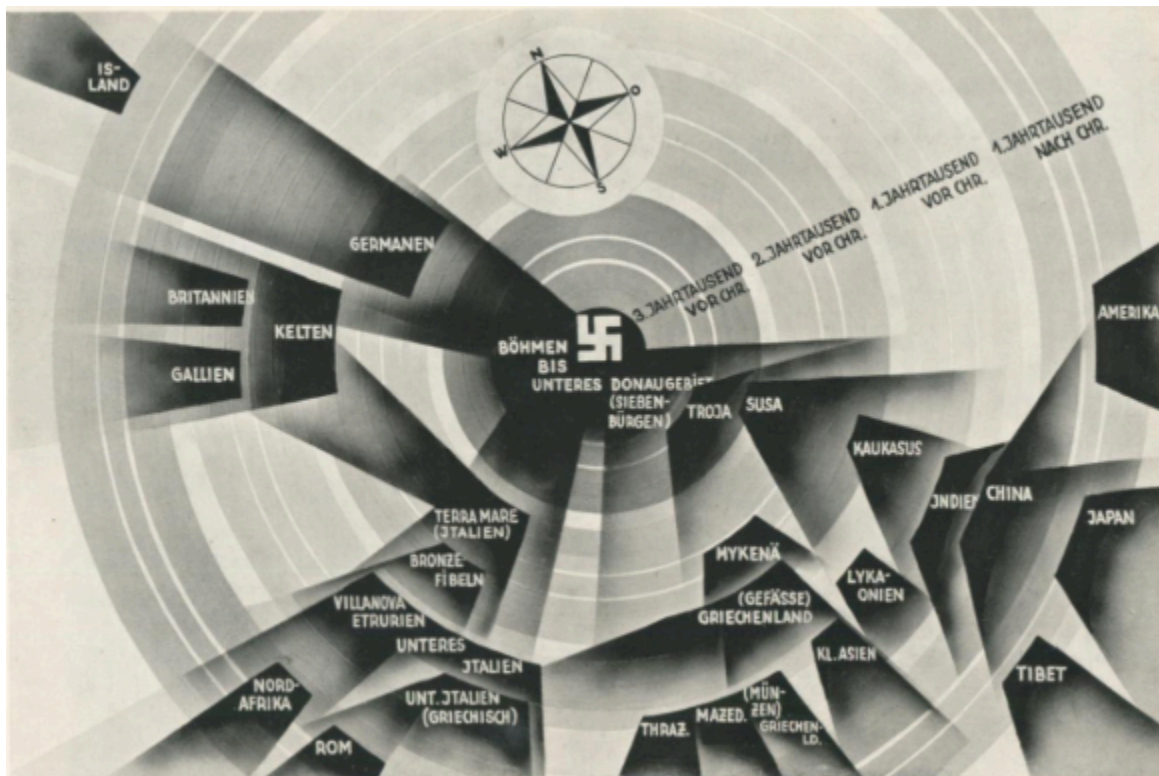 IS-
LAND
N
O
W
S
1. JAHRTAUSEND
NACH CHR.
1. JAHRTAUSEND
VOR CHR.
2. JAHRTAUSEND
VOR CHR.
3. JAHRTAUSEND
VOR CHR.
GERMANEN
BRITANNIEN
KELTEN
GALLIEN
AMERIKA
BÖHMEN
BIS
UNTERES DONAUGEBIET
(SIEBEN-
BÜRGEN)
TROJA
SUSA
KAUKASUS
JNDIEN
CHINA
JAPAN
TERRA MARE
(JTALIEN)
BRONZE-
FIBELN
MYKENÄ
LYKA-
ONIEN
(GEFÄSSE)
GRIECHENLAND
VILLANOVA
ETRURIEN
UNTERES
JTALIEN
KL. ASIEN
TIBET
NORD-
AFRIKA
UNT. JTALIEN
(GRIECHISCH)
ROM
THRAZ.
MAZED.
(MÜN-
ZEN)
GRIECHEN-
LD.